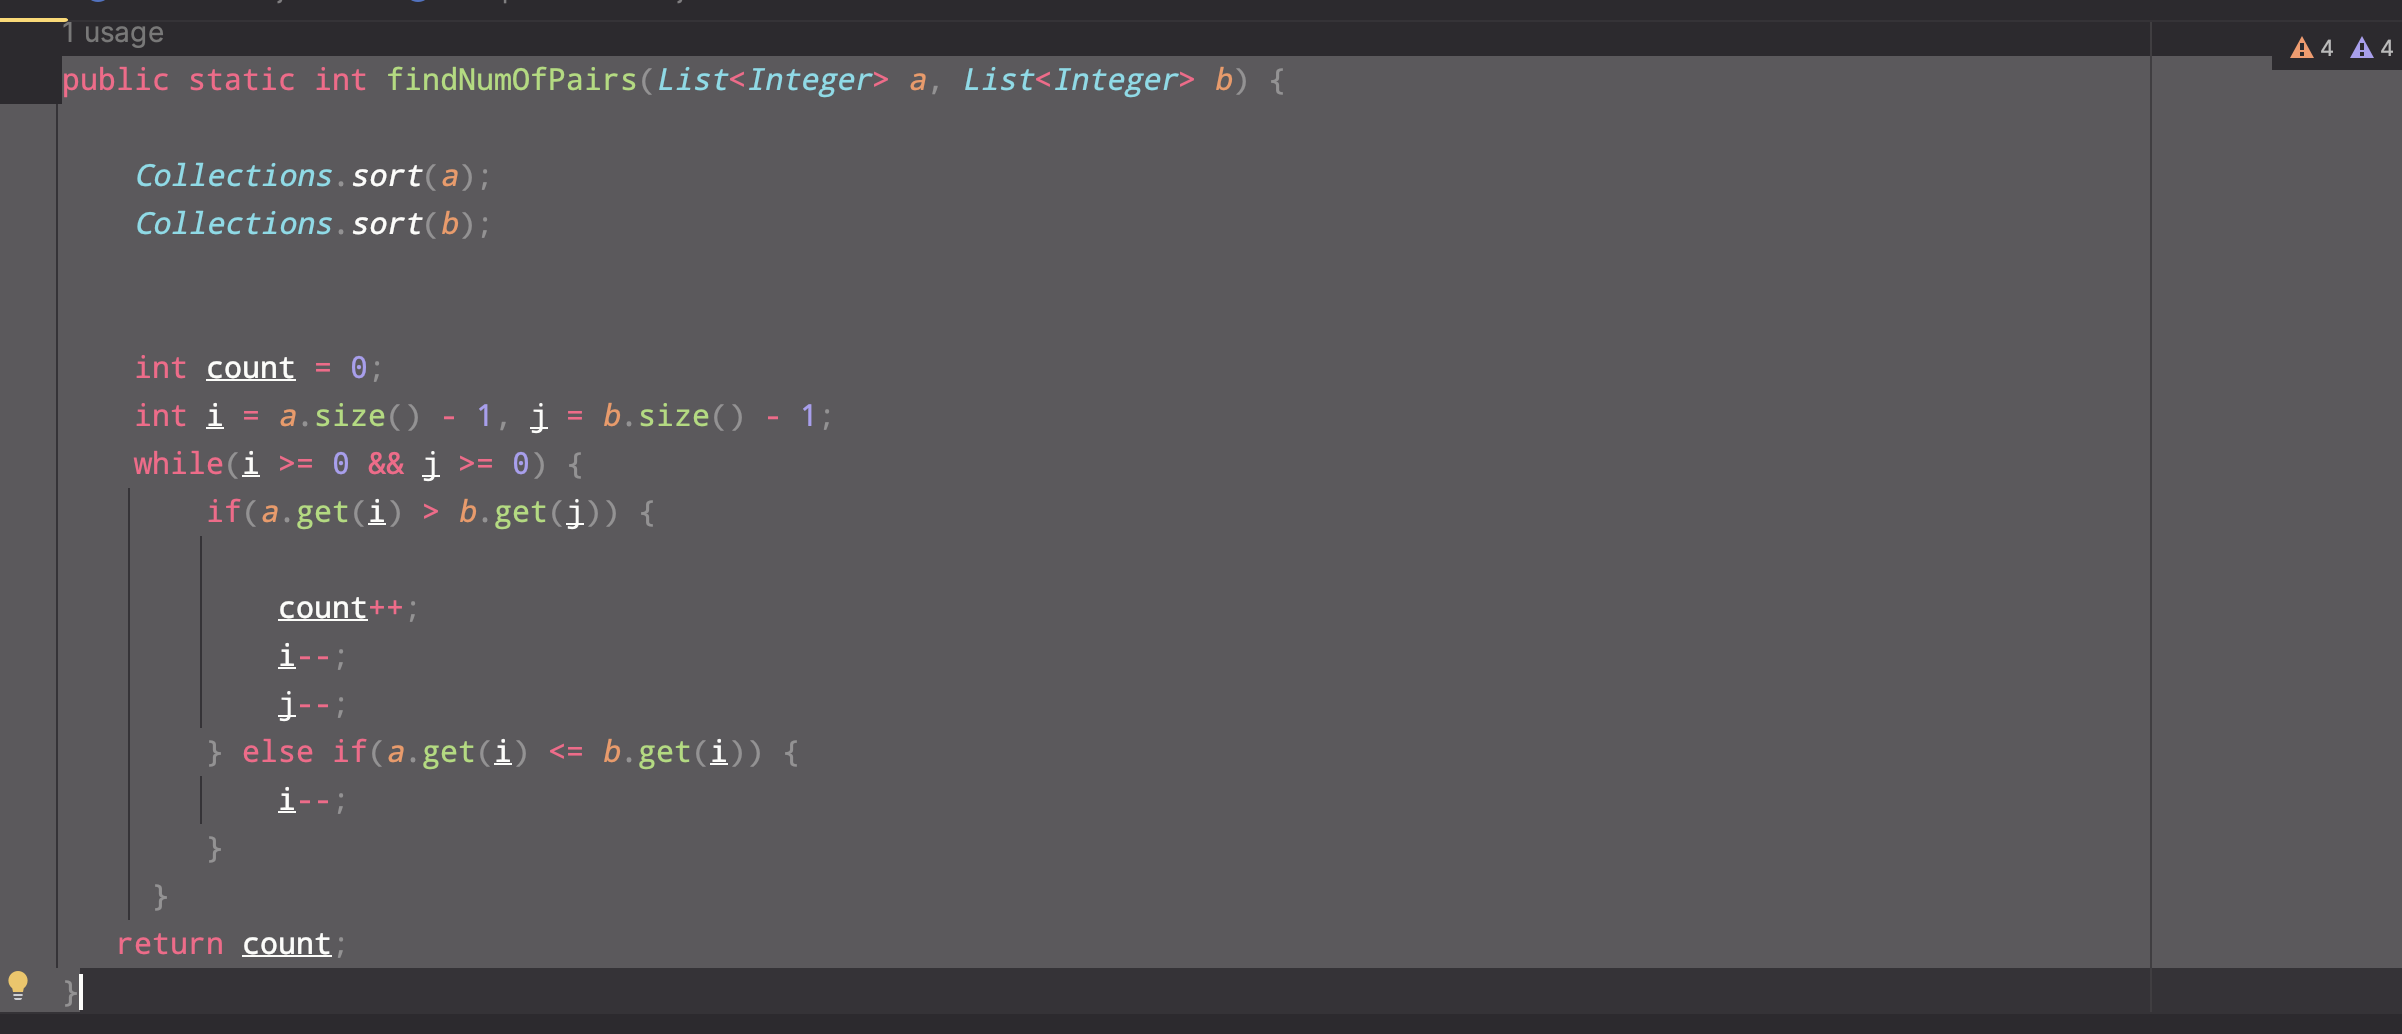 1 usage
4 4
public static int findNumOfPairs(List<Integer> a, List<Integer> b) {
Collections.sort(a);
Collections.sort(b);
int count = 0;
int i = a.size() - 1, j = b.size() - 1;
while(i >= 0 && j >= 0) {
if(a.get(i) > b.get(j)) {
count++;
i--;
j--;
} else if(a.get(i) <= b.get(i)) {
i--;
}
}
return count;
}